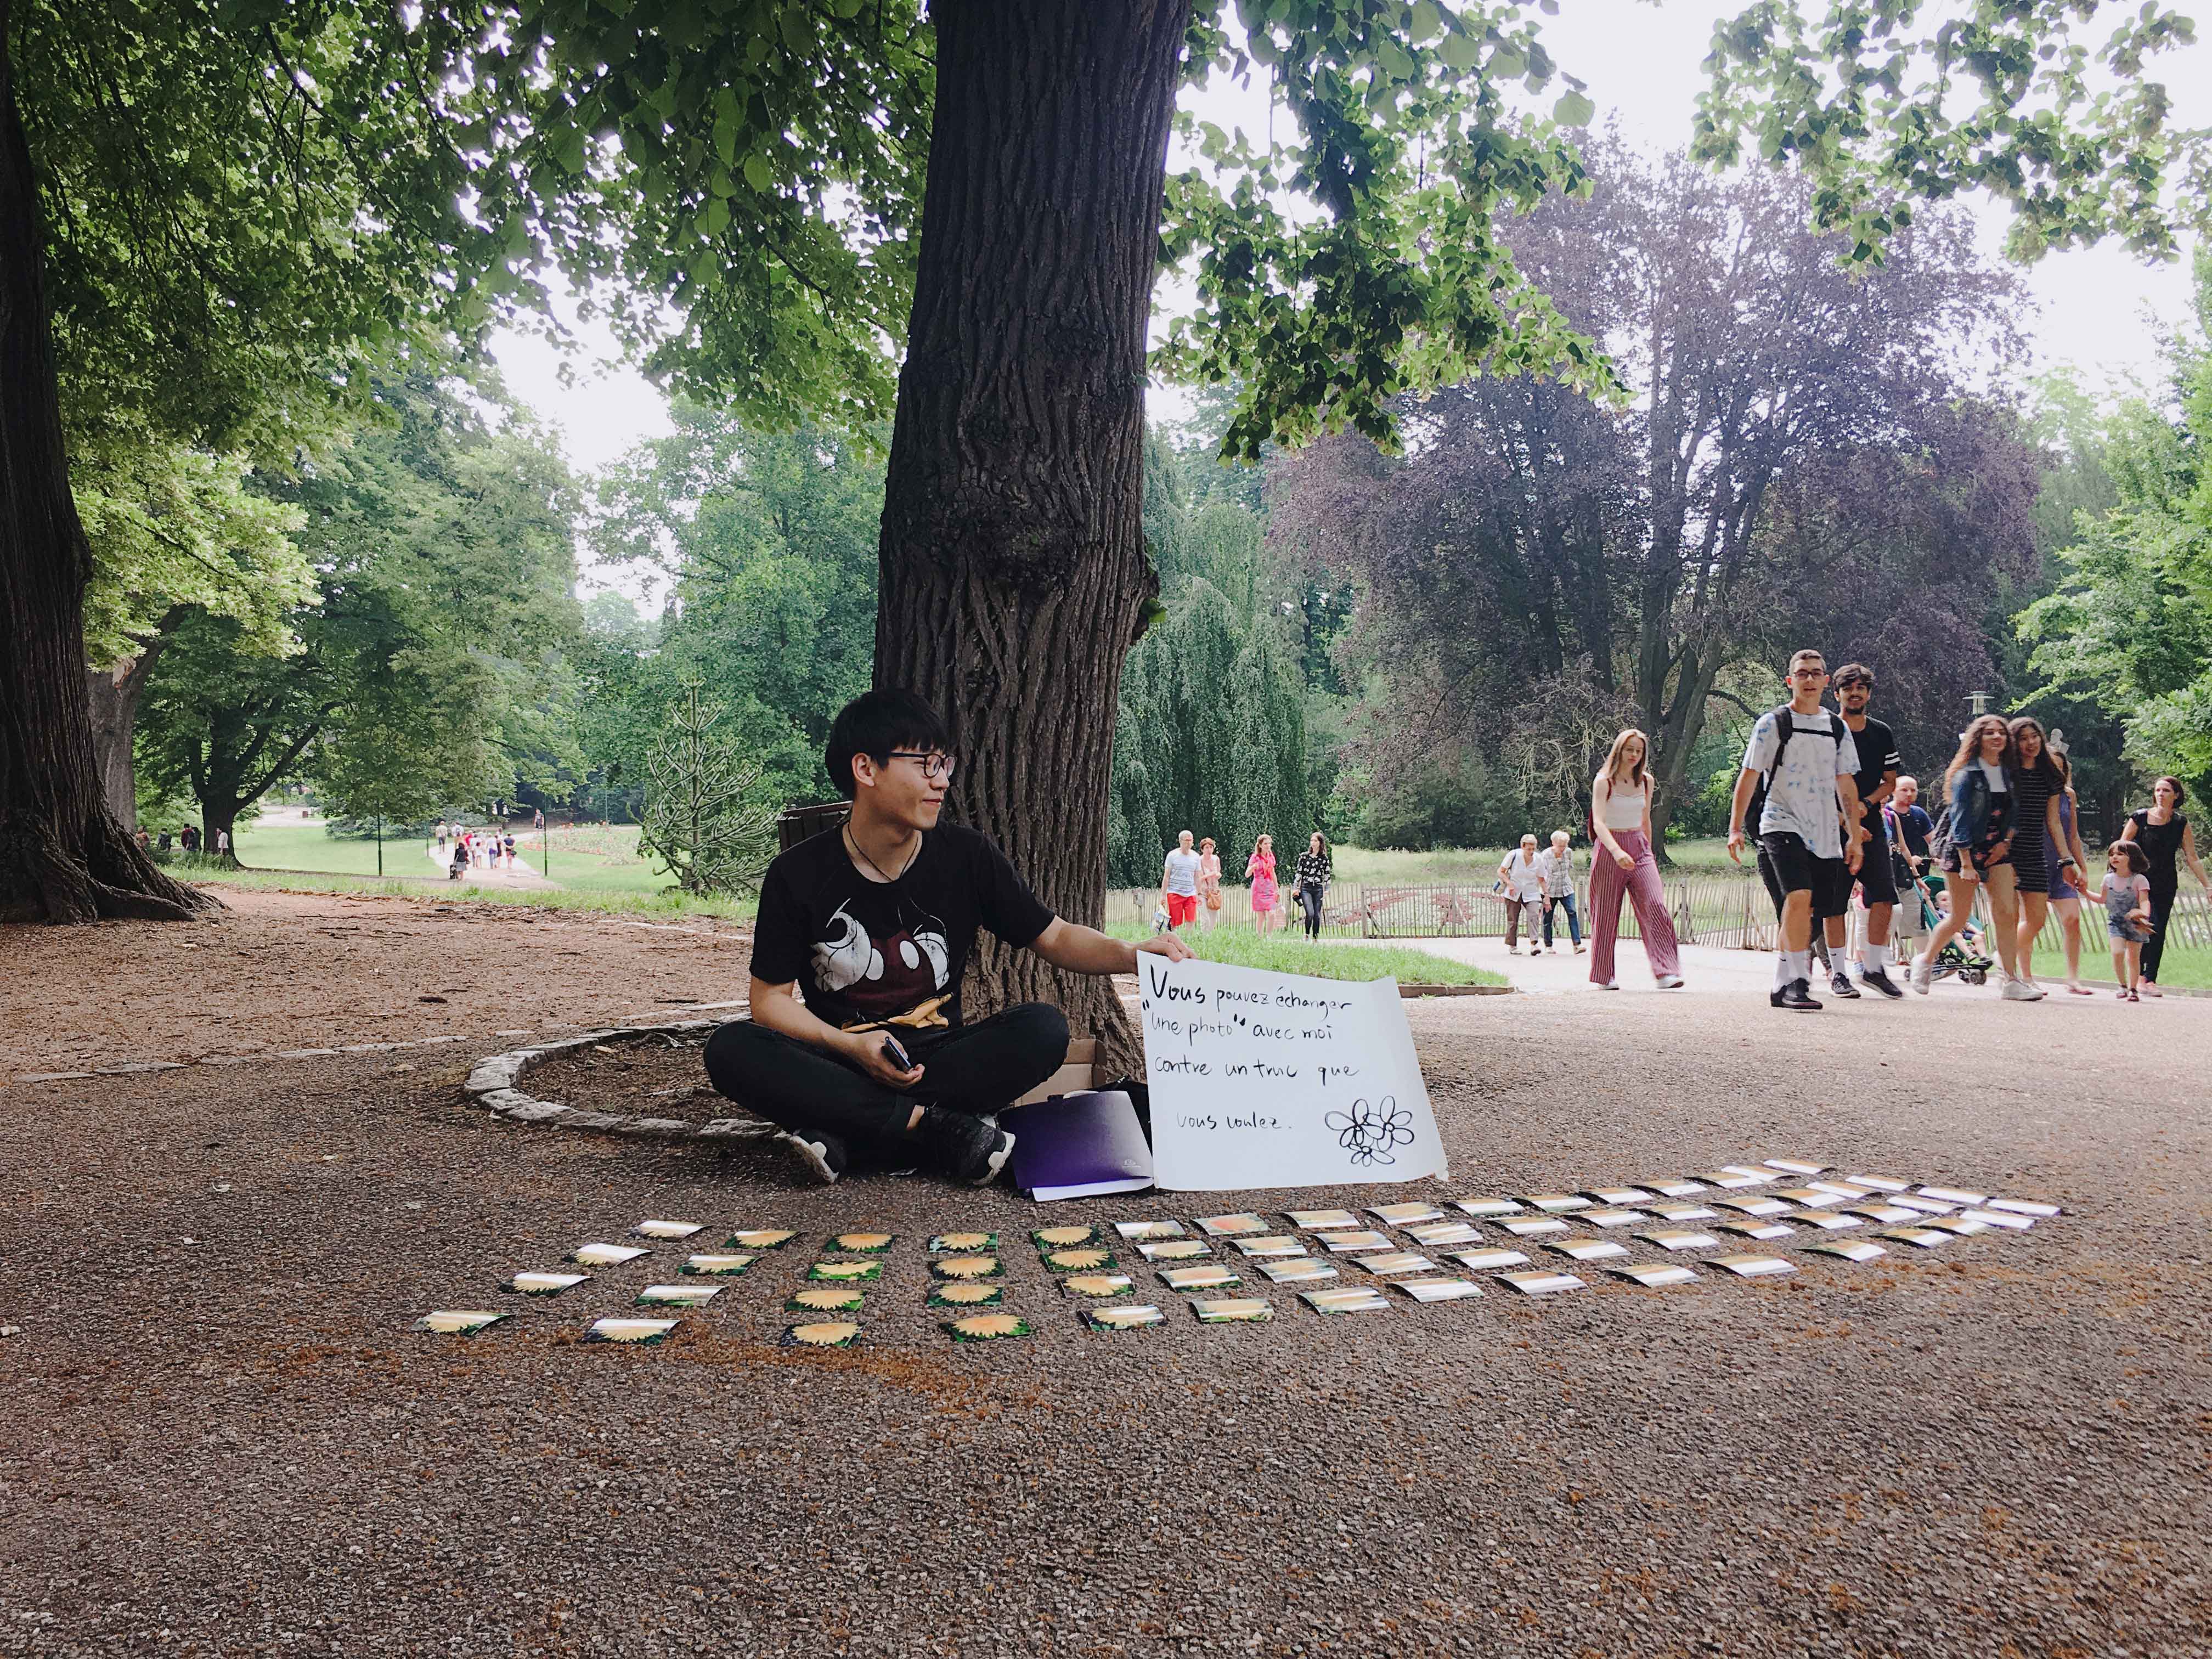 Vous pouvez échanger
"une photo" avec moi
contre un truc que
vous voulez.